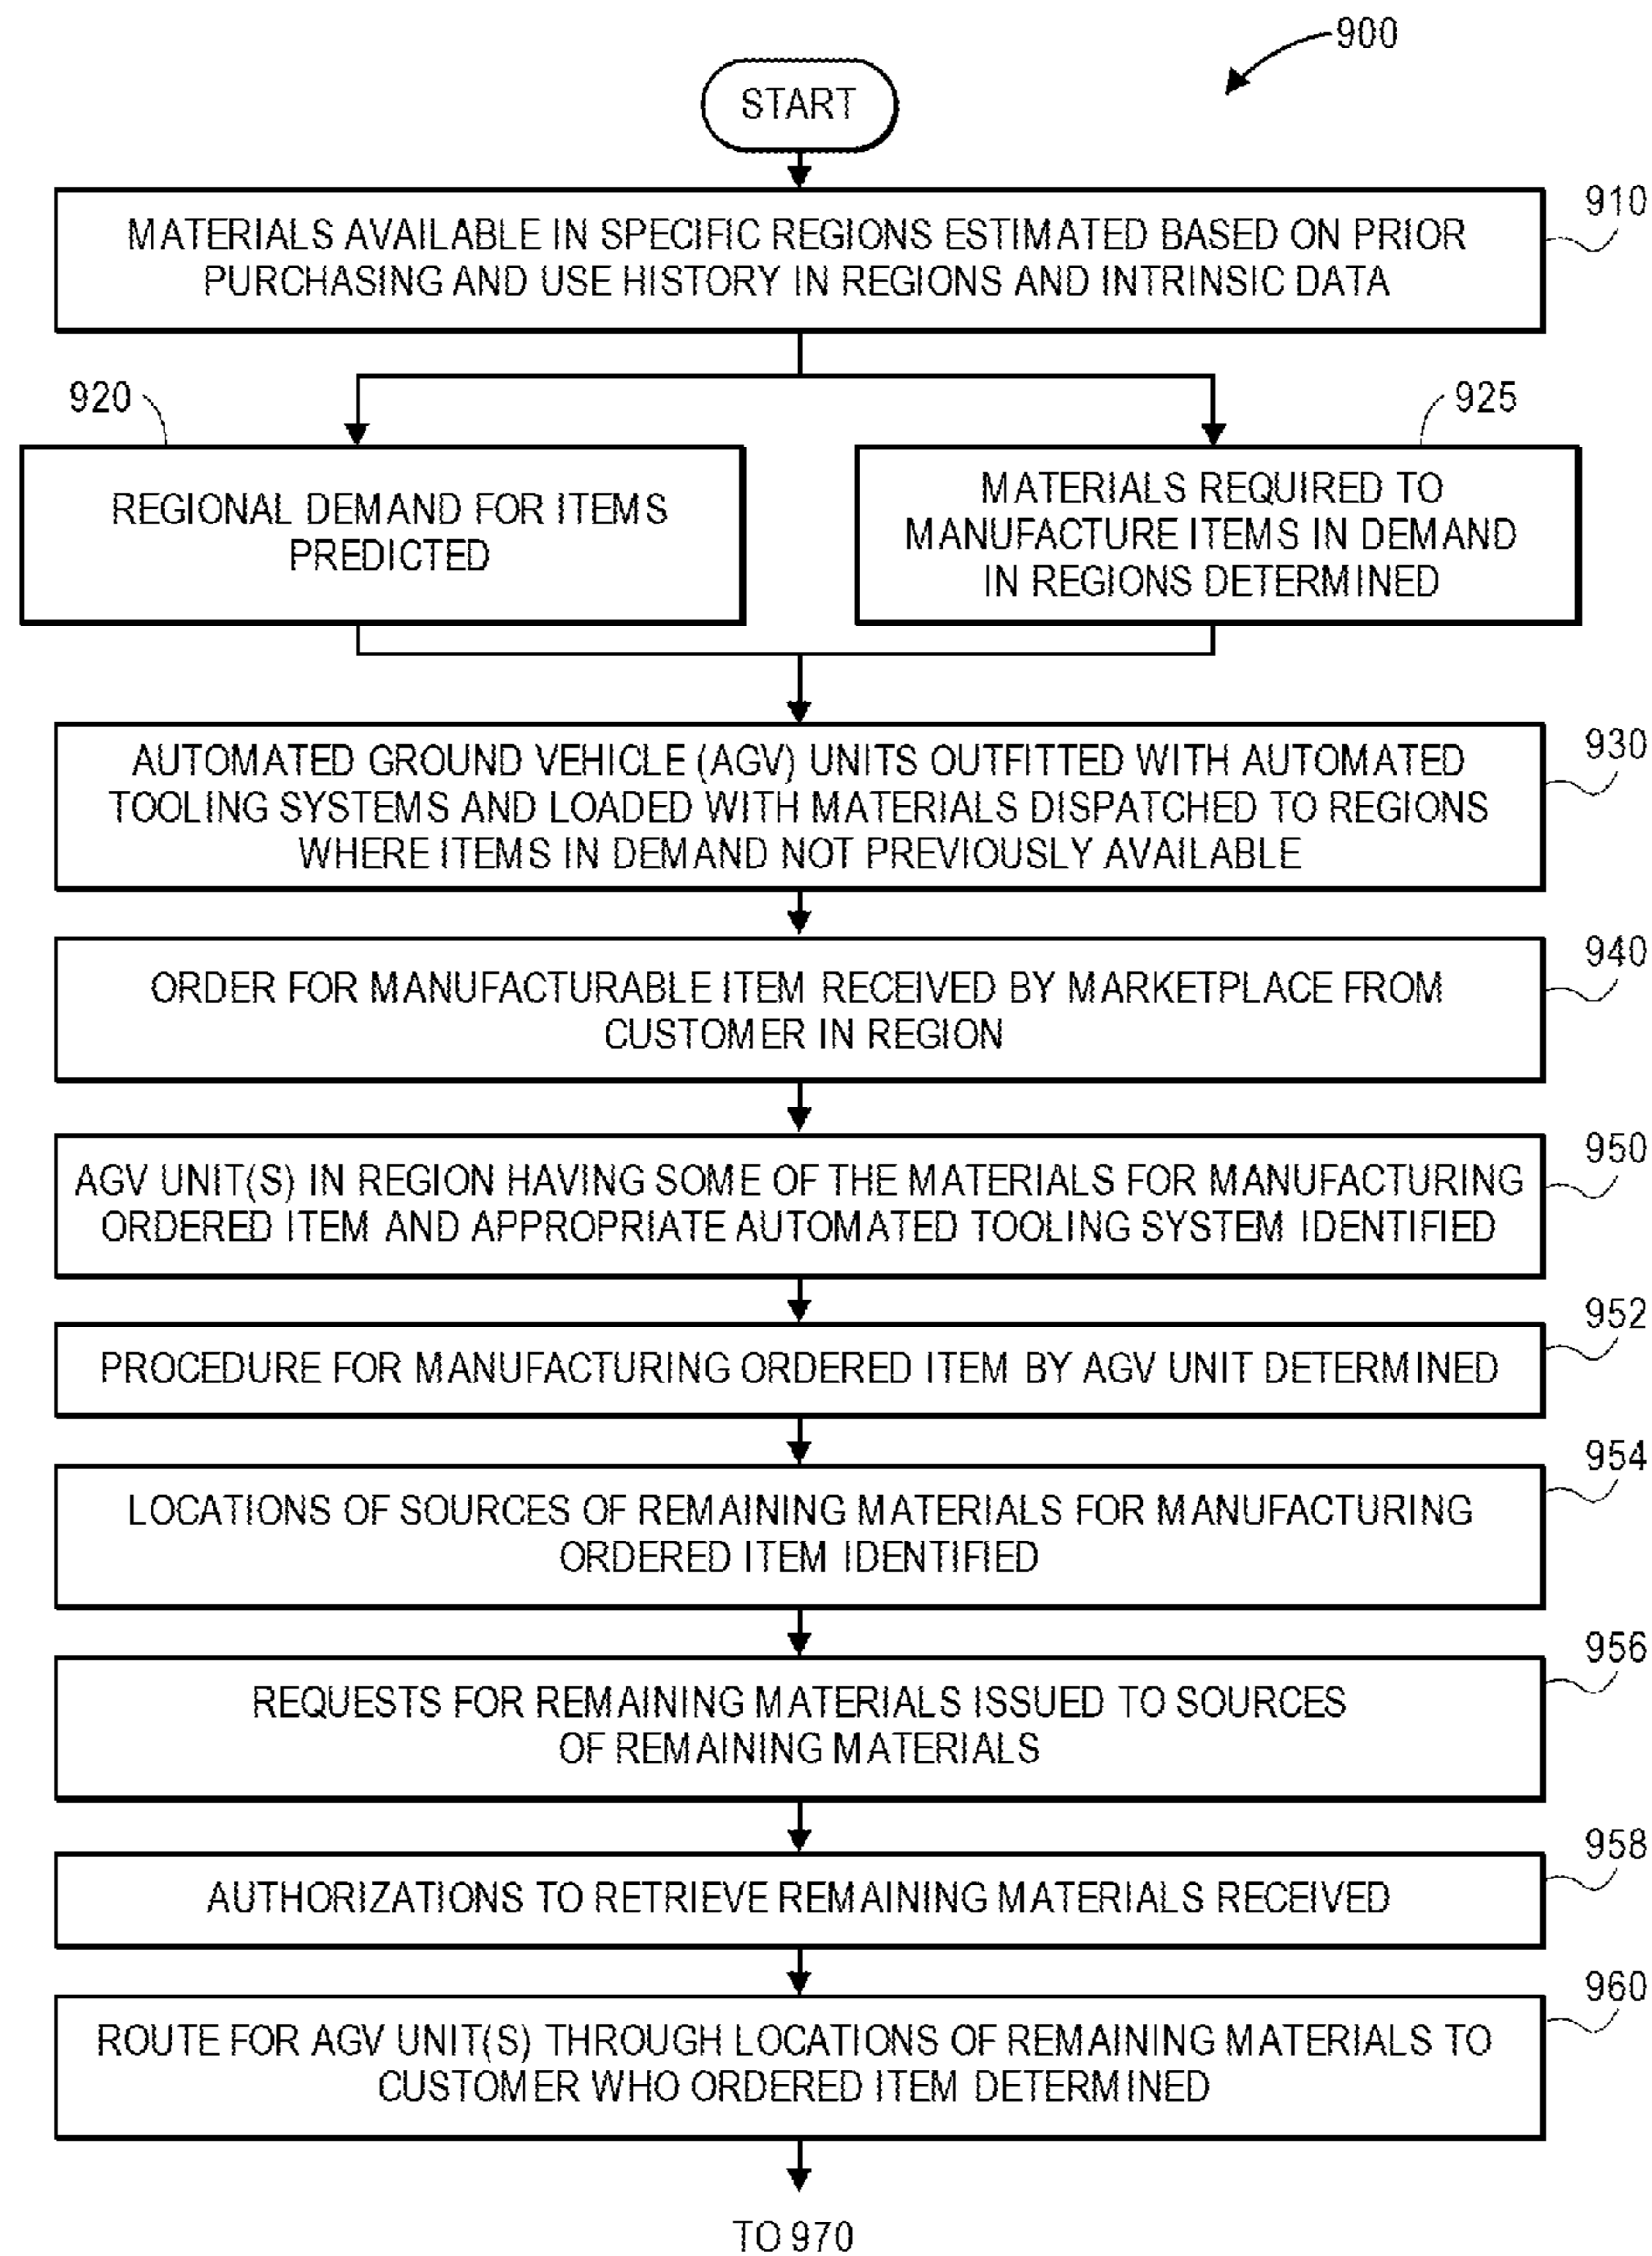 900
START
910
MATERIALS AVAILABLE IN SPECIFIC REGIONS ESTIMATED BASED ON PRIOR
PURCHASING AND USE HISTORY IN REGIONS AND INTRINSIC DATA
920
REGIONAL DEMAND FOR ITEMS
PREDICTED
925
MATERIALS REQUIRED TO
MANUFACTURE ITEMS IN DEMAND
IN REGIONS DETERMINED
930
AUTOMATED GROUND VEHICLE (AGV) UNITS OUTFITTED WITH AUTOMATED
TOOLING SYSTEMS AND LOADED WITH MATERIALS DISPATCHED TO REGIONS
WHERE ITEMS IN DEMAND NOT PREVIOUSLY AVAILABLE
940
ORDER FOR MANUFACTURABLE ITEM RECEIVED BY MARKETPLACE FROM
CUSTOMER IN REGION
950
AGV UNIT(S) IN REGION HAVING SOME OF THE MATERIALS FOR MANUFACTURING
ORDERED ITEM AND APPROPRIATE AUTOMATED TOOLING SYSTEM IDENTIFIED
952
PROCEDURE FOR MANUFACTURING ORDERED ITEM BY AGV UNIT DETERMINED
954
LOCATIONS OF SOURCES OF REMAINING MATERIALS FOR MANUFACTURING
ORDERED ITEM IDENTIFIED
956
REQUESTS FOR REMAINING MATERIALS ISSUED TO SOURCES
OF REMAINING MATERIALS
958
AUTHORIZATIONS TO RETRIEVE REMAINING MATERIALS RECEIVED
960
ROUTE FOR AGV UNIT(S) THROUGH LOCATIONS OF REMAINING MATERIALS TO
CUSTOMER WHO ORDERED ITEM DETERMINED
TO 970